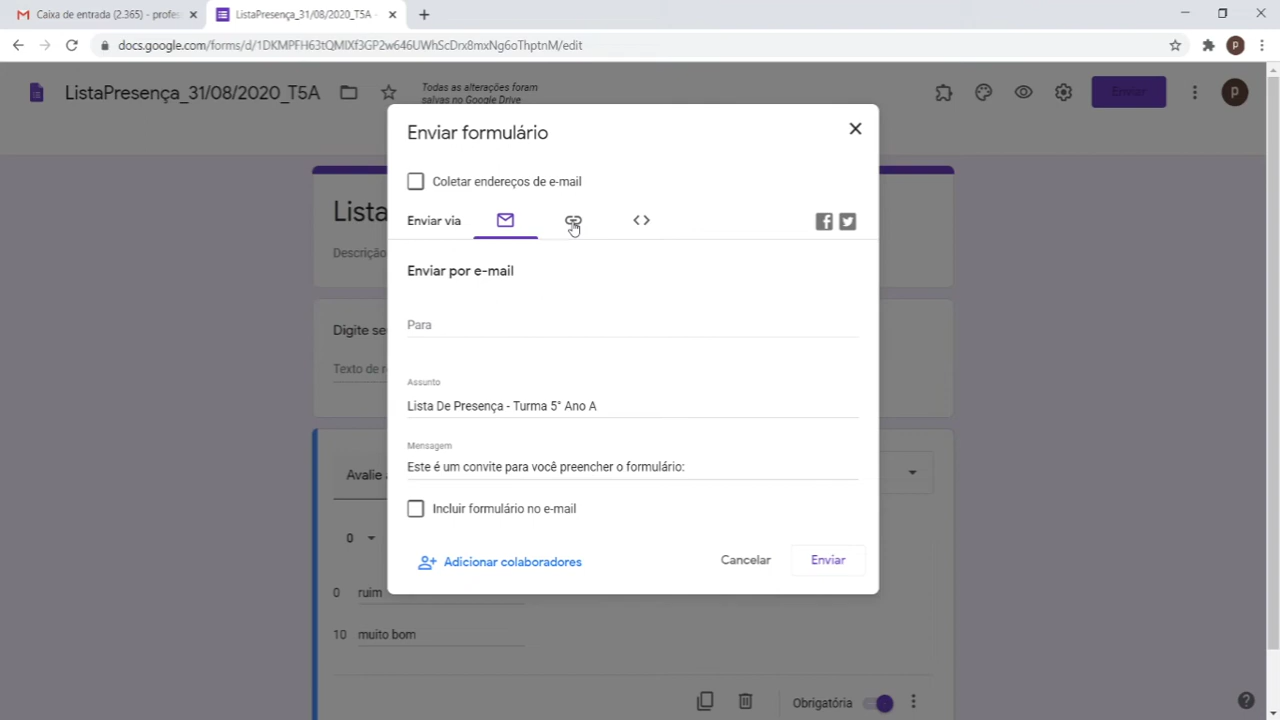 Caixa de entrada (2.365) - profes
ListaPresença_31/08/2020_T5A -
docs.google.com/forms/d/1DKMPFH63tQMIXf3GP2w646UWhScDrx8mxNg6oThptnM/edit
P
ListaPresença_31/08/2020_T5A
Todas as alterações foram
salvas no Google Drive
Enviar
P
Enviar formulário
Coletar endereços de e-mail
Enviar via
Lista
Descrição
Enviar por e-mail
Para
Digite se
Texto de r
Assunto
Lista De Presença - Turma 5° Ano A
Mensagem
Este é um convite para você preencher o formulário:
Avalie
Incluir formulário no e-mail
0
Adicionar colaboradores
Cancelar
Enviar
0 ruim
10 muito bom
Obrigatória